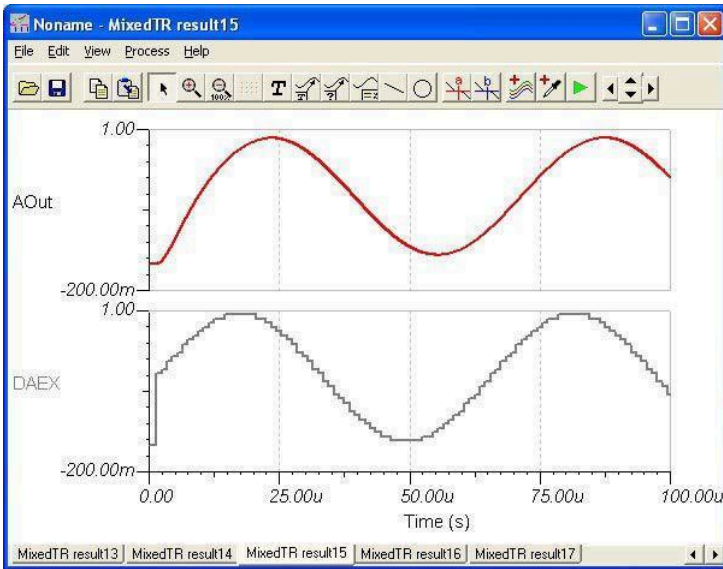 Noname - MixedTR result15
File Edit View Process Help
100% T ? =z a b
1.00
AOut
-200.00m
1.00
DAEX
-200.00m
0.00 25.00u 50.00u 75.00u 100.00u
Time (s)
MixedTR result13 MixedTR result14 MixedTR result15 MixedTR result16 MixedTR result17